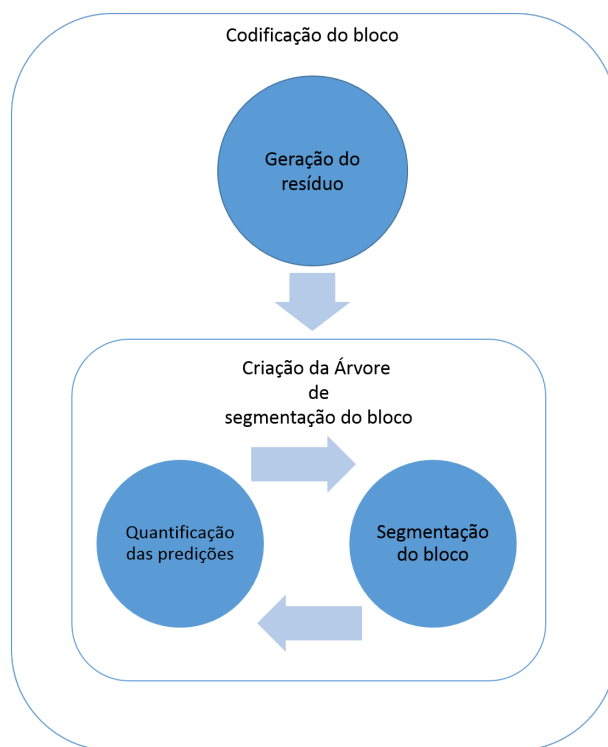 Codificação do bloco
Geração do
resíduo
Criação da Árvore
de
segmentação do bloco
Quantificação
das predições
Segmentação
do bloco